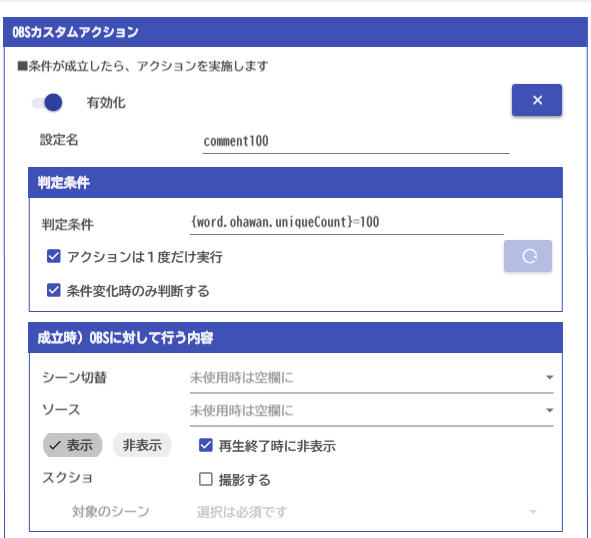 OBSカスタムアクション
■条件が成立したら、アクションを実施します
有効化
設定名 comment100
判定条件
判定条件 {word.ohawan.uniqueCount}=100
アクションは１度だけ実行
条件変化時のみ判断する
成立時）OBSに対して行う内容
シーン切替 未使用時は空欄に
ソース 未使用時は空欄に
表示 非表示 再生終了時に非表示
スクショ 撮影する
対象のシーン 選択は必須です